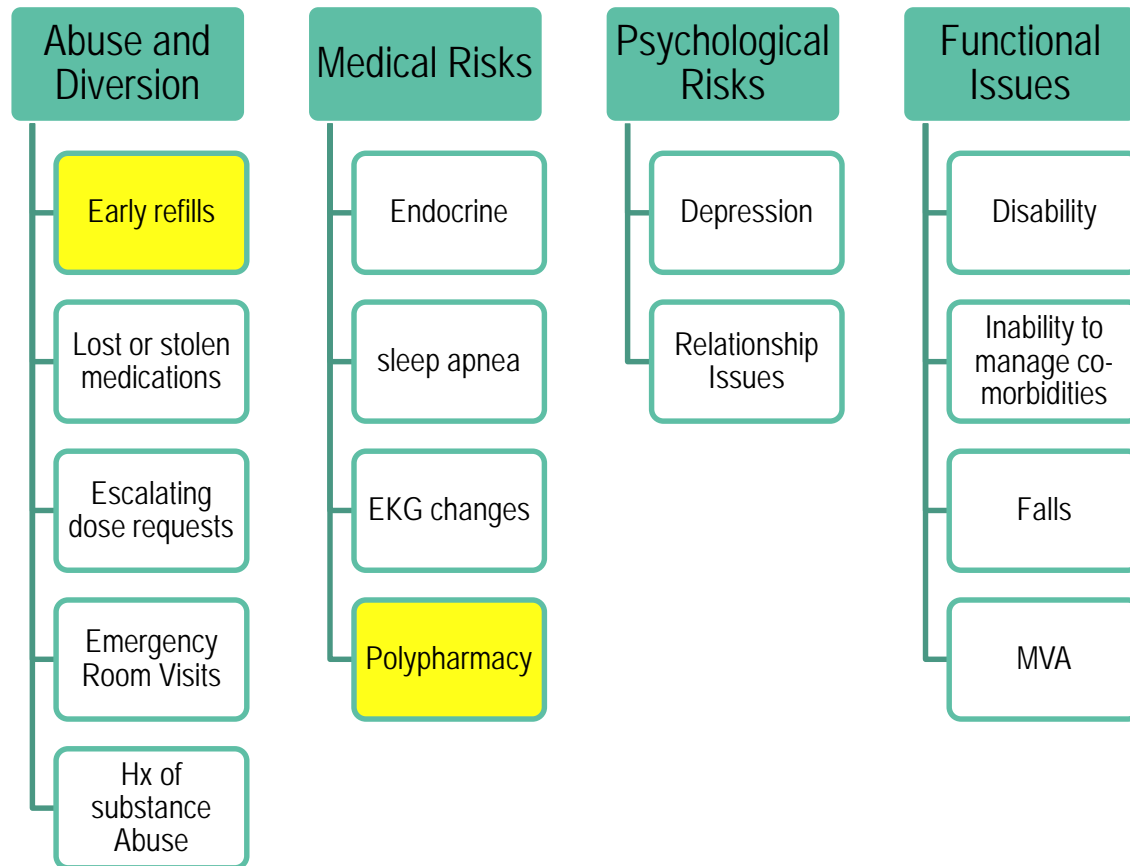 Abuse and
Diversion
Early refills
Lost or stolen
medications
Escalating
dose requests
Emergency
Room Visits
Hx of
substance
Abuse
Medical Risks
Endocrine
sleep apnea
EKG changes
Polypharmacy
Psychological
Risks
Depression
Relationship
Issues
Functional
Issues
Disability
Inability to
manage co-
morbidities
Falls
MVA